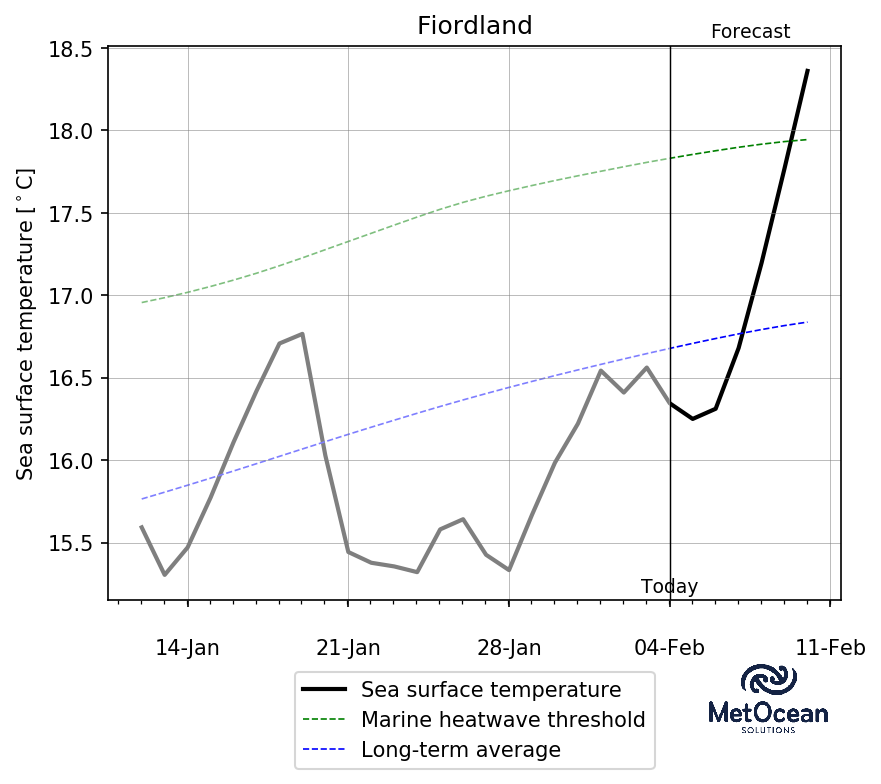 Fiordland
Forecast
Sea surface temperature [°C]
18.5
18.0
17.5
17.0
16.5
16.0
15.5
Today
14-Jan
21-Jan
28-Jan
04-Feb
11-Feb
Sea surface temperature
Marine heatwave threshold
Long-term average
MetOcean
SOLUTIONS